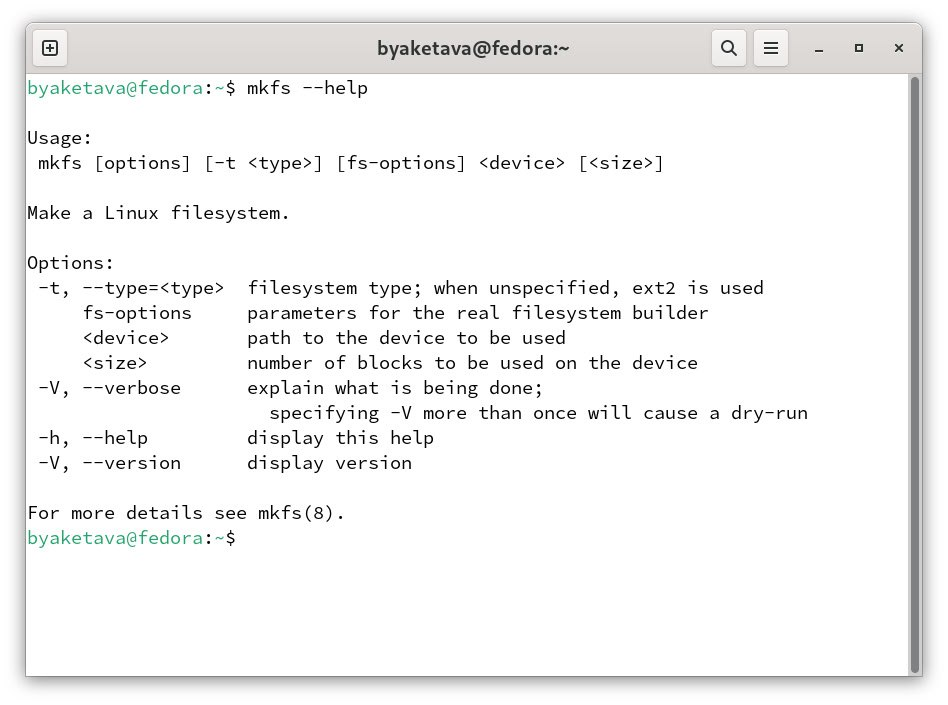 byaketava@fedora:~
byaketava@fedora:~$ mkfs --help
Usage:
mkfs [options] [-t <type>] [fs-options] <device> [<size>]
Make a Linux filesystem.
Options:
-t, --type=<type>  filesystem type; when unspecified, ext2 is used
fs-options     parameters for the real filesystem builder
<device>       path to the device to be used
<size>         number of blocks to be used on the device
-V, --verbose      explain what is being done;
specifying -V more than once will cause a dry-run
-h, --help         display this help
-V, --version      display version
For more details see mkfs(8).
byaketava@fedora:~$